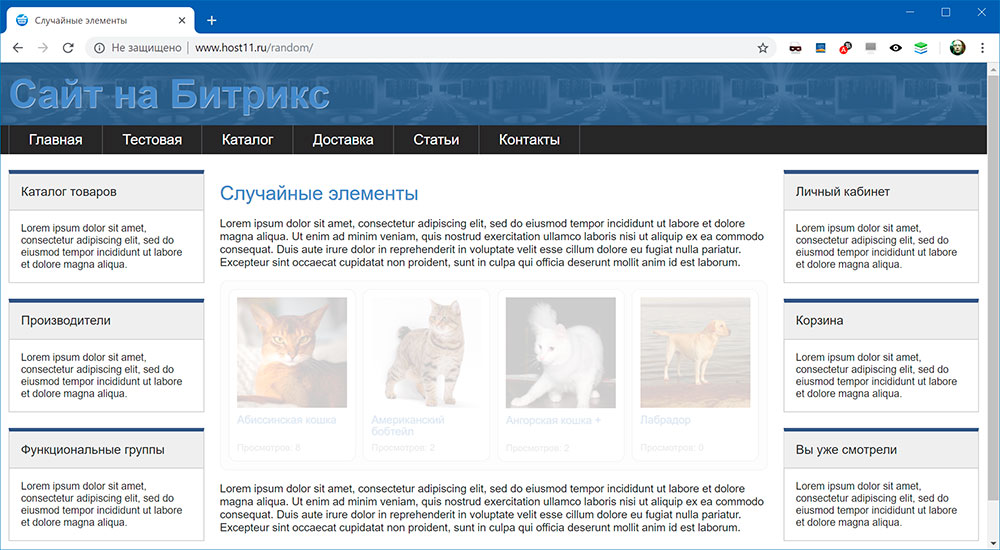 Случайные элементы
Не защищено
www.host11.ru/random/
Сайт на Битрикс
Главная
Тестовая
Каталог
Доставка
Статьи
Контакты
Каталог товаров
Lorem ipsum dolor sit amet,
consectetur adipiscing elit, sed do
eiusmod tempor incididunt ut labore
et dolore magna aliqua.
Производители
Lorem ipsum dolor sit amet,
consectetur adipiscing elit, sed do
eiusmod tempor incididunt ut labore
et dolore magna aliqua.
Функциональные группы
Lorem ipsum dolor sit amet,
consectetur adipiscing elit, sed do
eiusmod tempor incididunt ut labore
et dolore magna aliqua.
Случайные элементы
Lorem ipsum dolor sit amet, consectetur adipiscing elit, sed do eiusmod tempor incididunt ut labore et dolore
magna aliqua. Ut enim ad minim veniam, quis nostrud exercitation ullamco laboris nisi ut aliquip ex ea commodo
consequat. Duis aute irure dolor in reprehenderit in voluptate velit esse cillum dolore eu fugiat nulla pariatur.
Excepteur sint occaecat cupidatat non proident, sunt in culpa qui officia deserunt mollit anim id est laborum.
Абиссинская кошка
Просмотров: 8
Американский
бобтейл
Просмотров: 2
Ангорская кошка +
Просмотров: 2
Лабрадор
Просмотров: 0
Lorem ipsum dolor sit amet, consectetur adipiscing elit, sed do eiusmod tempor incididunt ut labore et dolore
magna aliqua. Ut enim ad minim veniam, quis nostrud exercitation ullamco laboris nisi ut aliquip ex ea commodo
consequat. Duis aute irure dolor in reprehenderit in voluptate velit esse cillum dolore eu fugiat nulla pariatur.
Excepteur sint occaecat cupidatat non proident, sunt in culpa qui officia deserunt mollit anim id est laborum.
Личный кабинет
Lorem ipsum dolor sit amet,
consectetur adipiscing elit, sed do
eiusmod tempor incididunt ut labore
et dolore magna aliqua.
Корзина
Lorem ipsum dolor sit amet,
consectetur adipiscing elit, sed do
eiusmod tempor incididunt ut labore
et dolore magna aliqua.
Вы уже смотрели
Lorem ipsum dolor sit amet,
consectetur adipiscing elit, sed do
eiusmod tempor incididunt ut labore
et dolore magna aliqua.